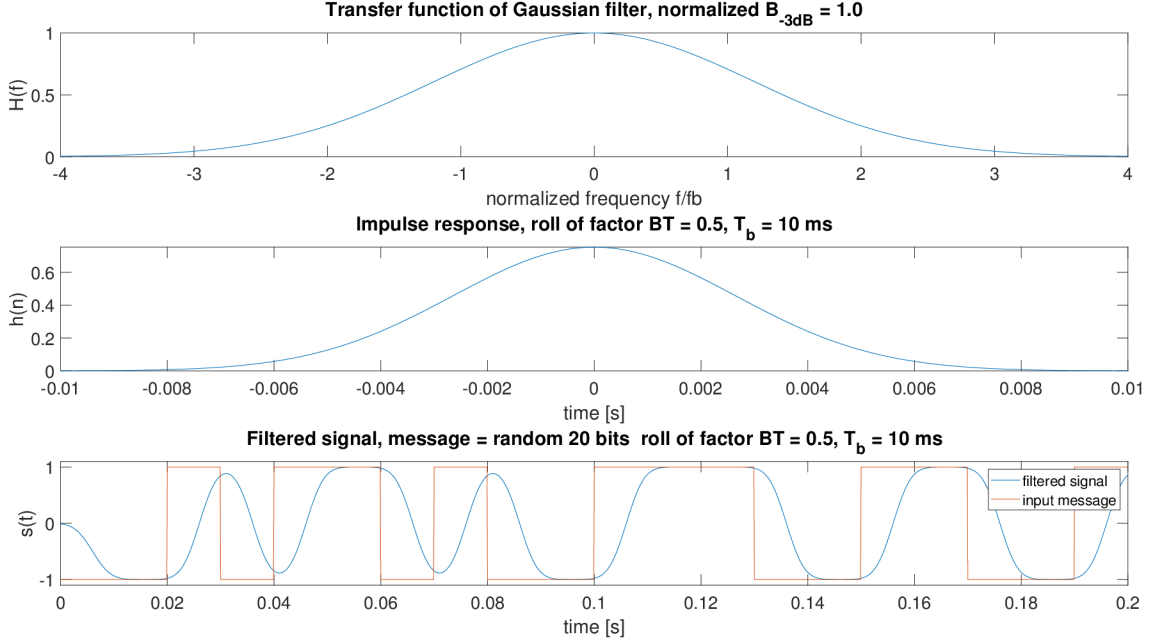 Transfer function of Gaussian filter, normalized B-3dB = 1.0
H(f)
1
0.5
0
-4 -3 -2 -1 0 1 2 3 4
normalized frequency f/fb
Impulse response, roll of factor BT = 0.5, Tb = 10 ms
h(n)
0.6
0.4
0.2
0
-0.01 -0.008 -0.006 -0.004 -0.002 0 0.002 0.004 0.006 0.008 0.01
time [s]
Filtered signal, message = random 20 bits roll of factor BT = 0.5, Tb = 10 ms
s(t)
1
0
-1
filtered signal
input message
0 0.02 0.04 0.06 0.08 0.1 0.12 0.14 0.16 0.18 0.2
time [s]